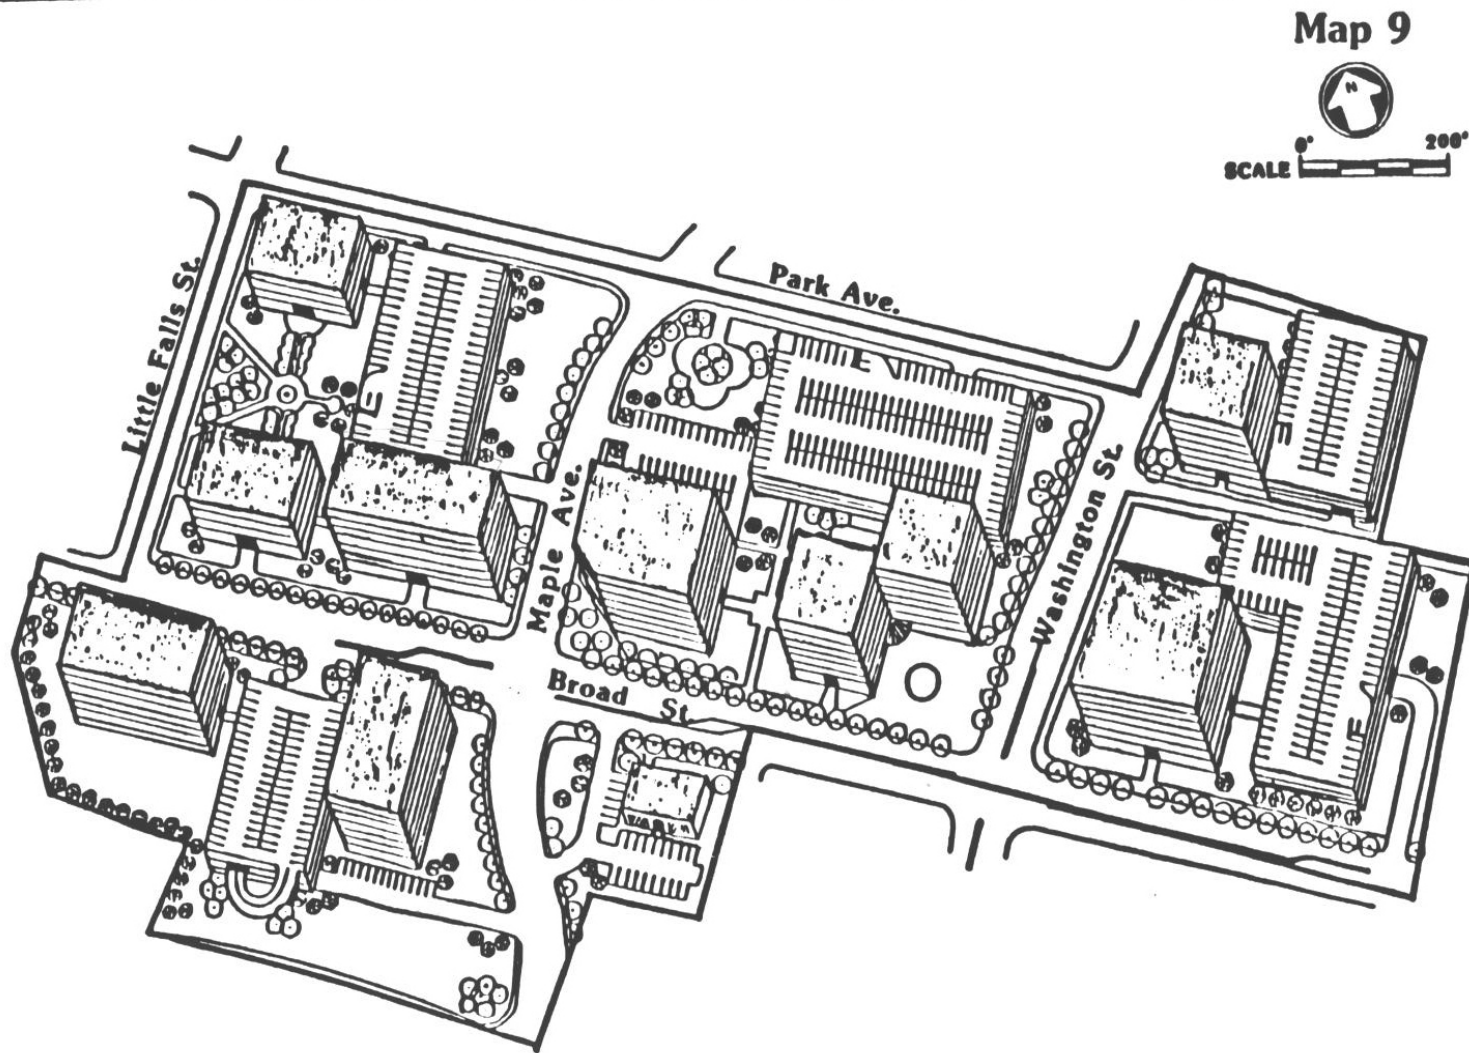 Map 9
N
0' 200'
SCALE
Park Ave.
Little Falls St.
Maple Ave.
Washington St.
Broad St.